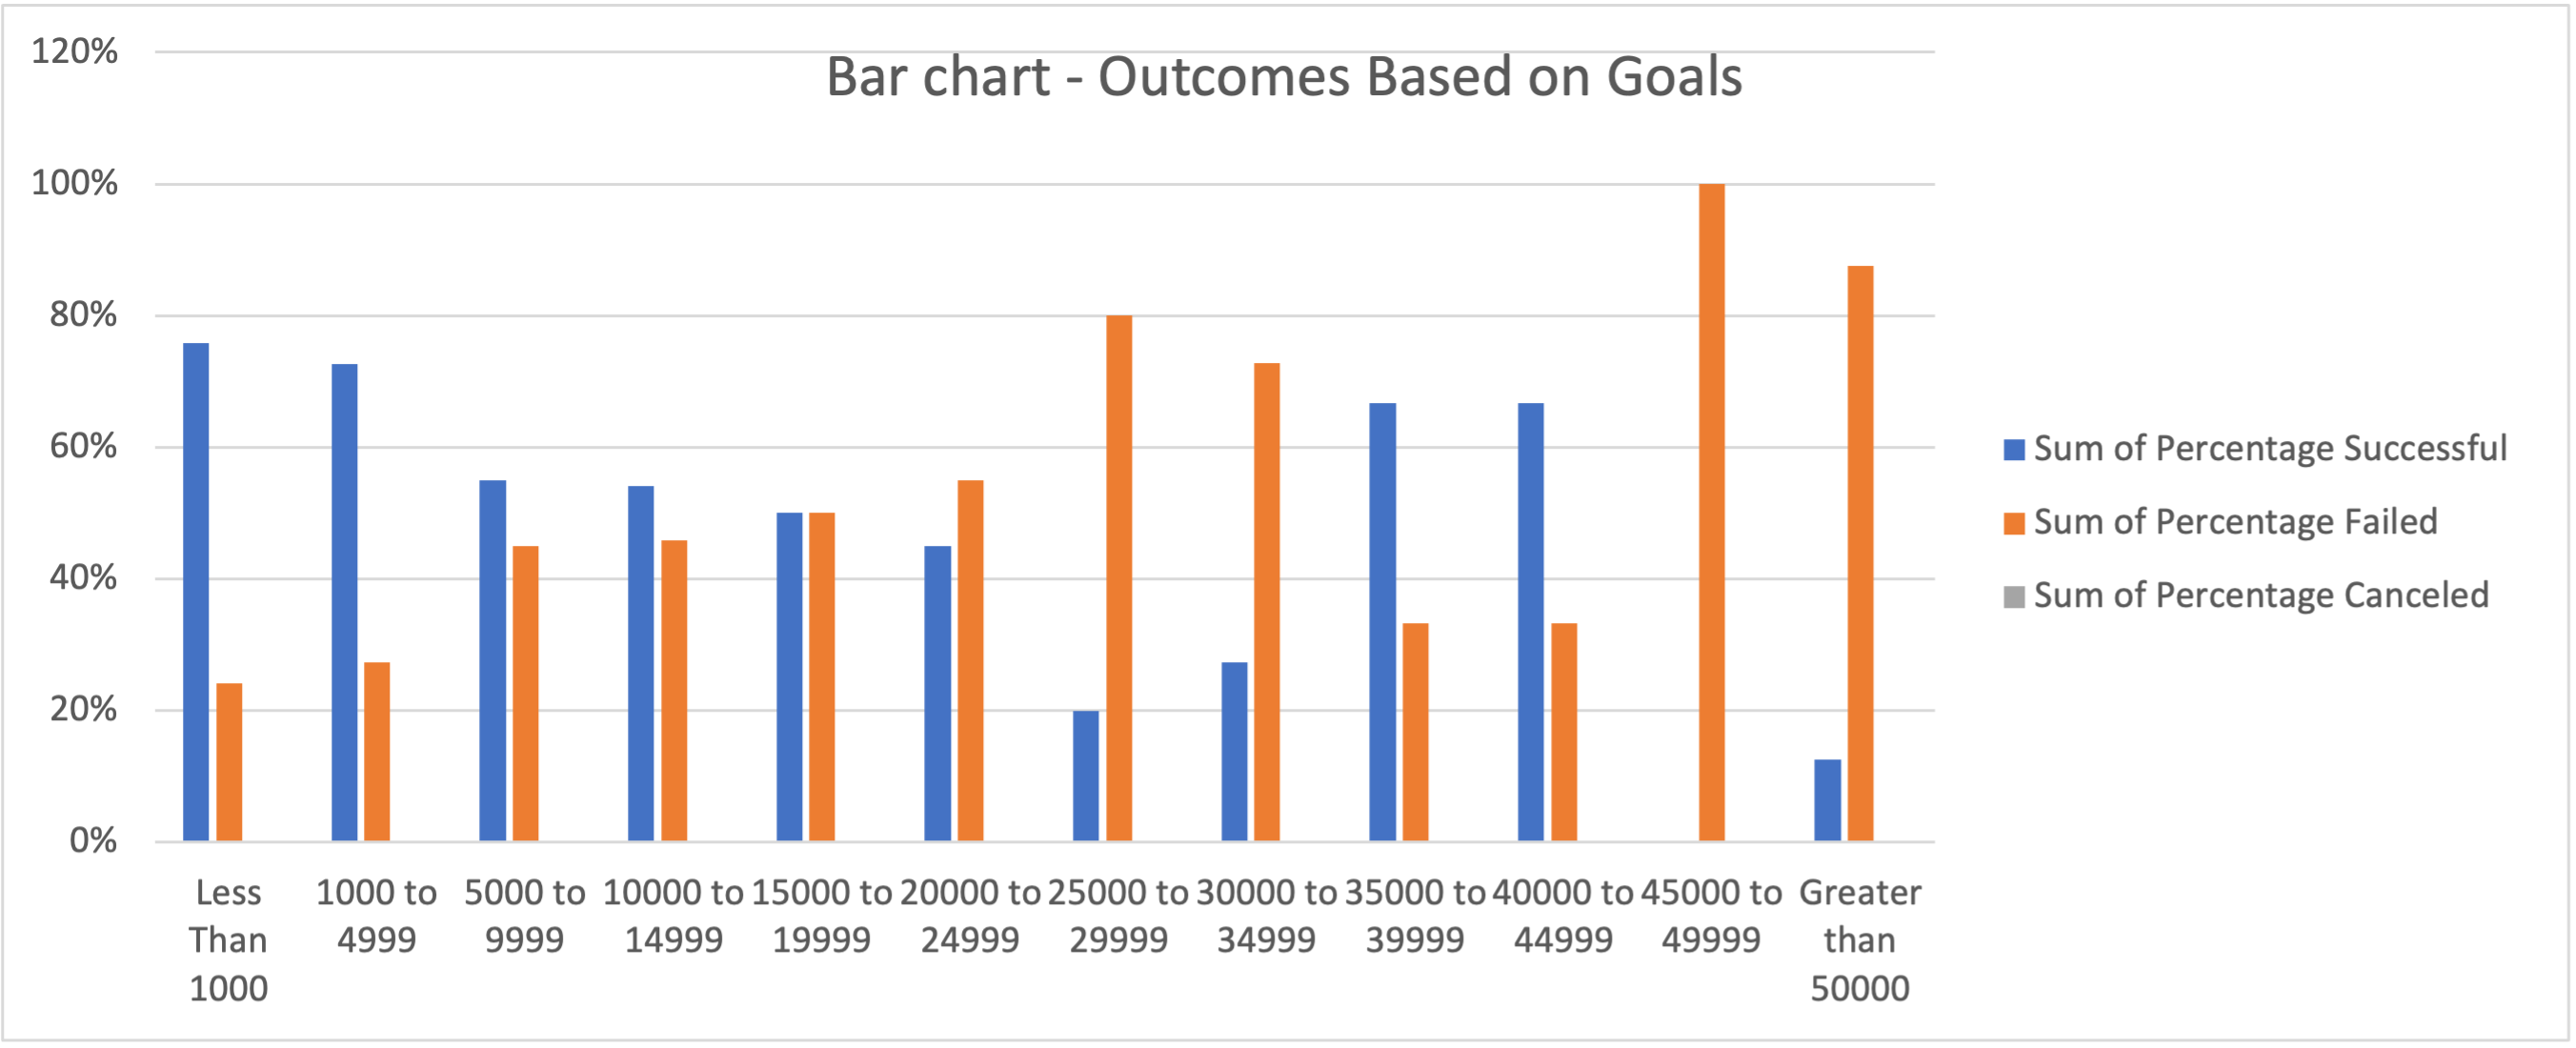 Bar chart - Outcomes Based on Goals
120%
100%
80%
60%
40%
20%
0%
Less Than 1000
1000 to 4999
5000 to 9999
10000 to 14999
15000 to 19999
20000 to 24999
25000 to 29999
30000 to 34999
35000 to 39999
40000 to 44999
45000 to 49999
Greater than 50000
Sum of Percentage Successful
Sum of Percentage Failed
Sum of Percentage Canceled